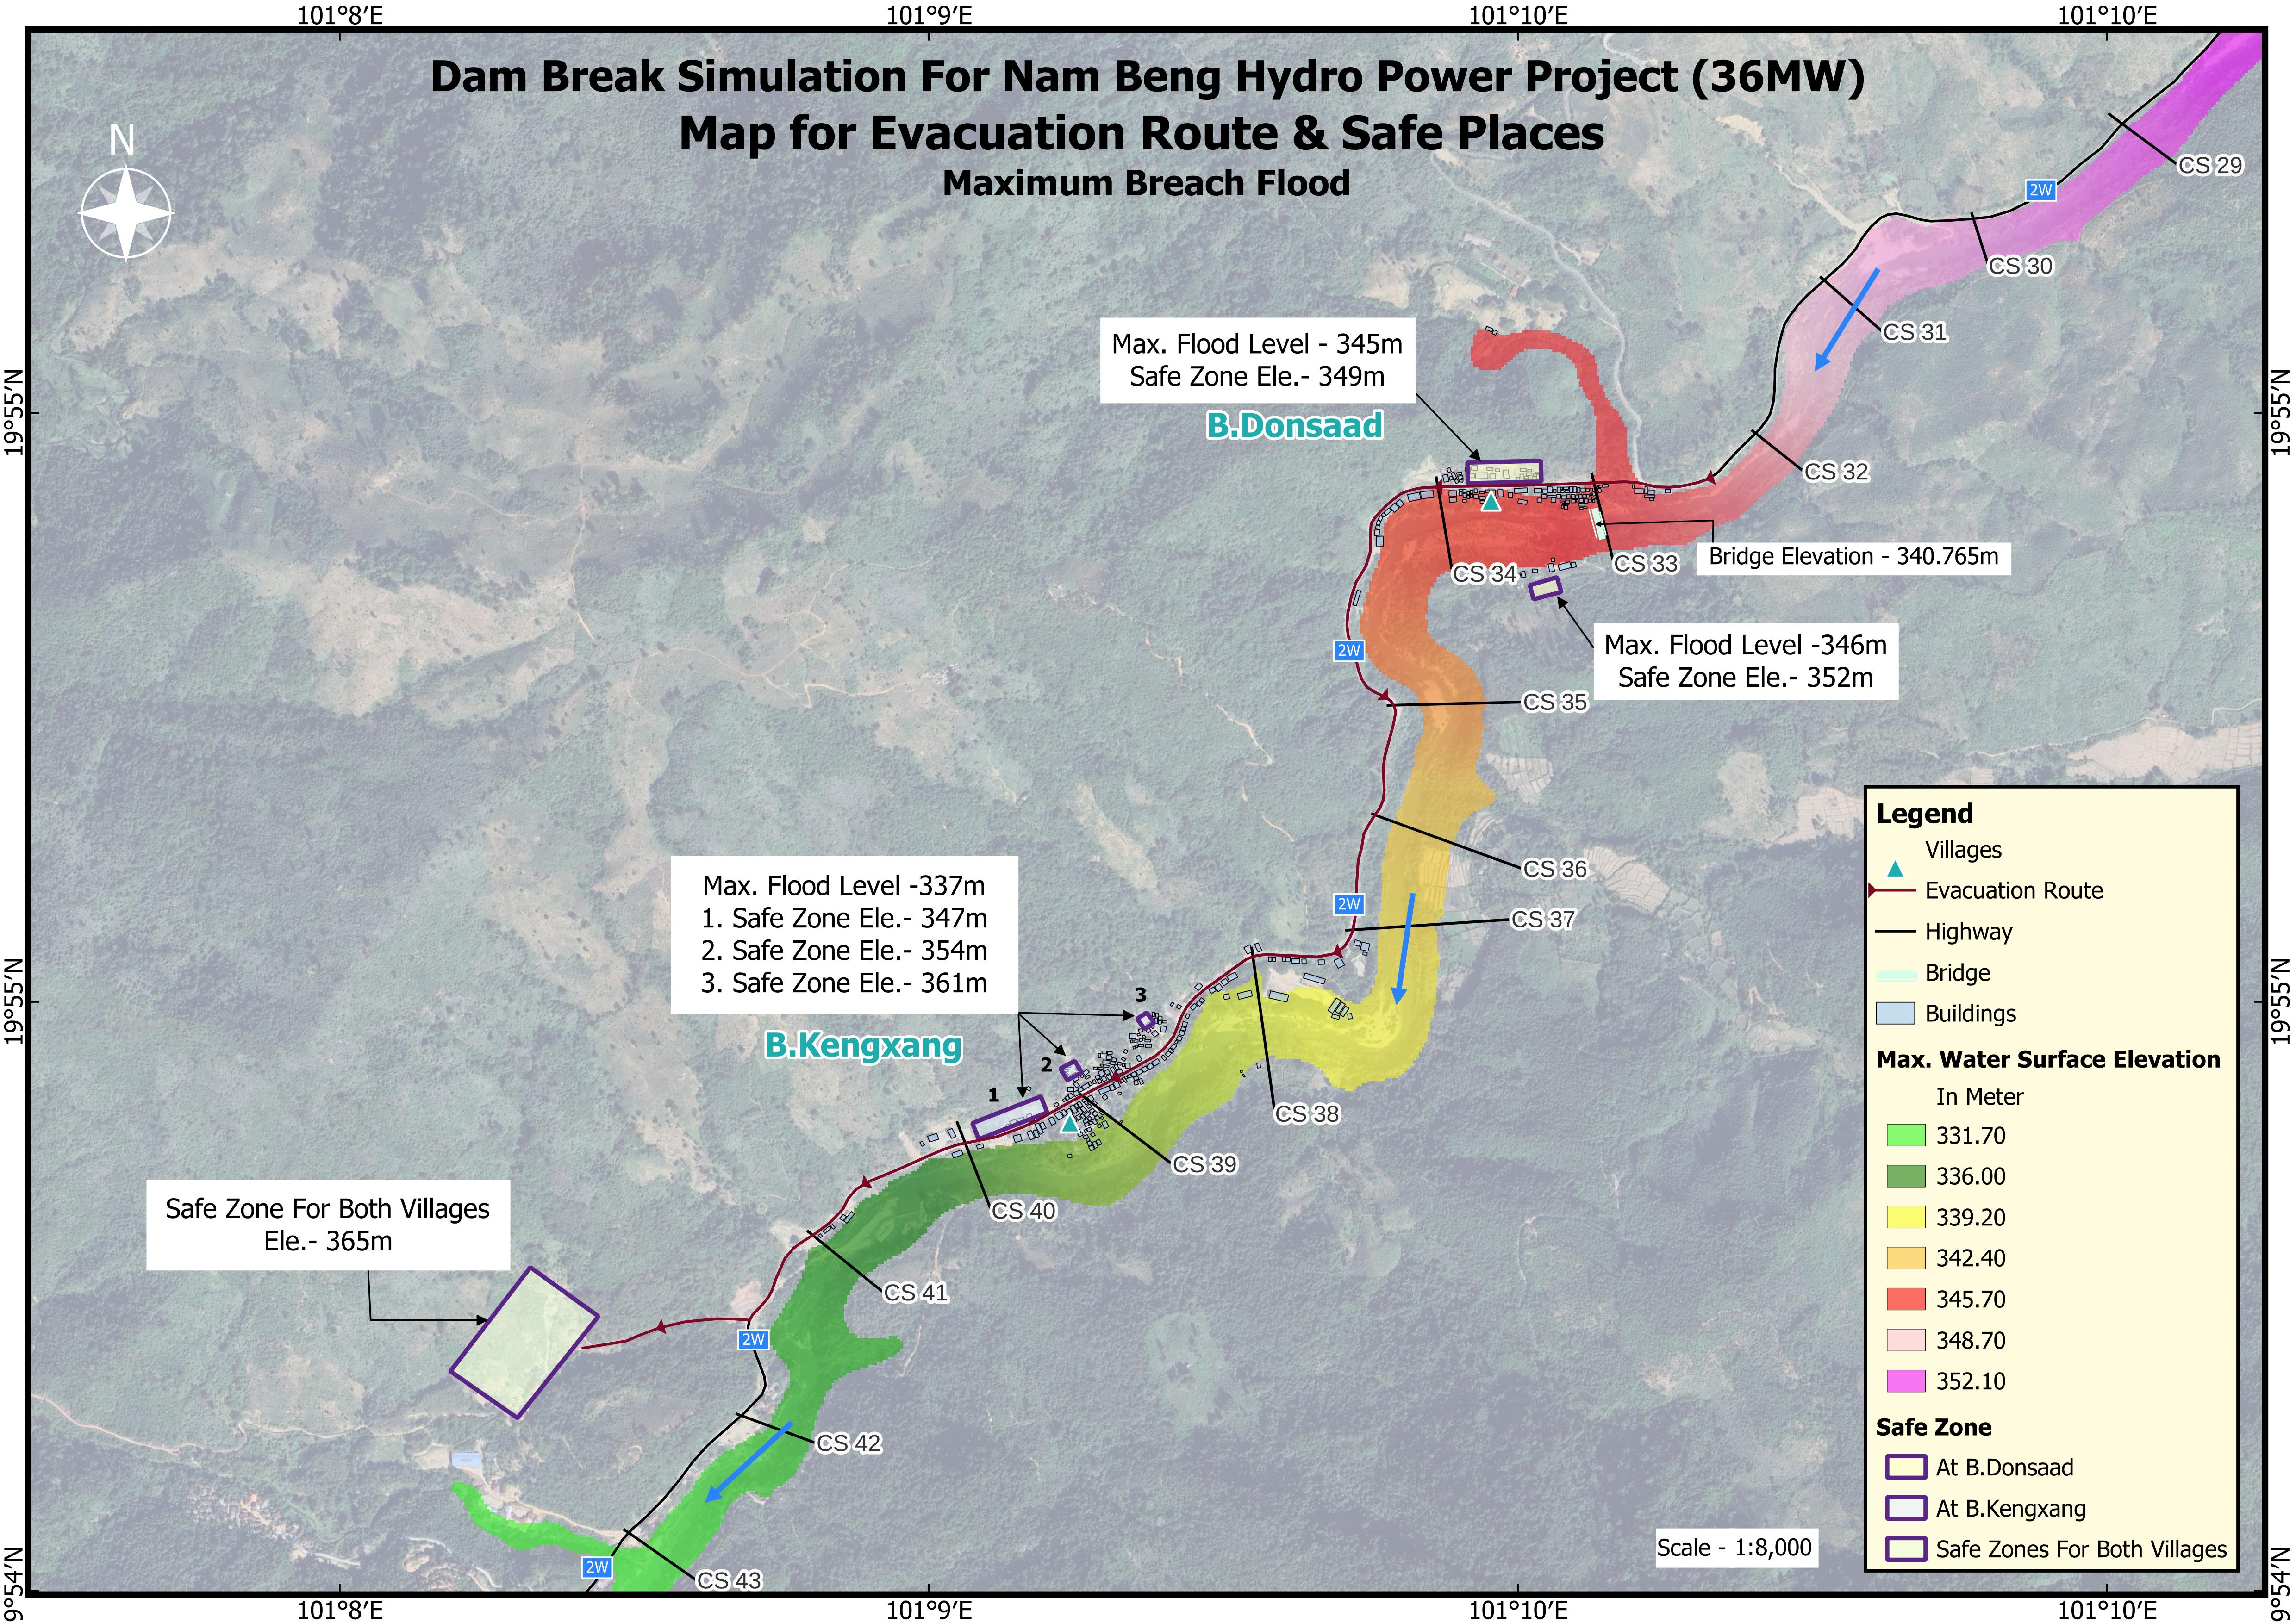 101°8′E
101°9′E
101°10′E
101°10′E
Dam Break Simulation For Nam Beng Hydro Power Project (36MW)
Map for Evacuation Route & Safe Places
Maximum Breach Flood
N
CS 29
2W
CS 30
CS 31
Max. Flood Level - 345m
Safe Zone Ele.- 349m
B.Donsaad
19°55′N
19°55′N
CS 32
CS 33
CS 34
Bridge Elevation - 340.765m
Max. Flood Level -346m
Safe Zone Ele.- 352m
2W
CS 35
CS 36
2W
CS 37
Max. Flood Level -337m
1. Safe Zone Ele.- 347m
2. Safe Zone Ele.- 354m
3. Safe Zone Ele.- 361m
3
B.Kengxang
2
1
19°55′N
19°55′N
CS 38
CS 39
CS 40
Safe Zone For Both Villages
Ele.- 365m
CS 41
2W
CS 42
2W
CS 43
Scale - 1:8,000
Legend
Villages
Evacuation Route
Highway
Bridge
Buildings
Max. Water Surface Elevation
In Meter
331.70
336.00
339.20
342.40
345.70
348.70
352.10
Safe Zone
At B.Donsaad
At B.Kengxang
Safe Zones For Both Villages
9°54′N
19°54′N
101°8′E
101°9′E
101°10′E
101°10′E